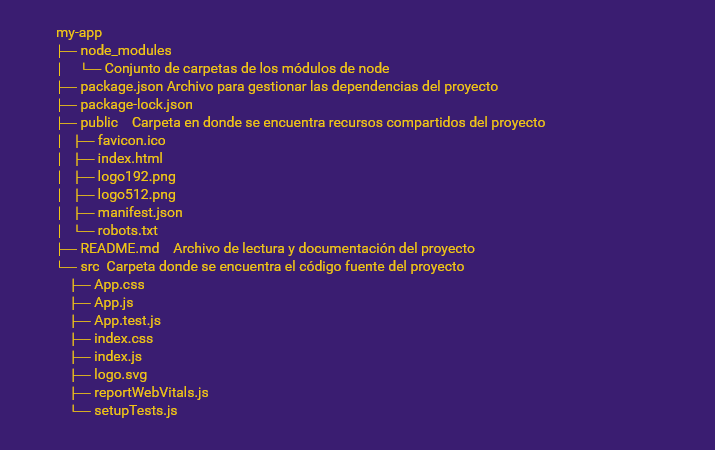 my-app
├── node_modules
│   └── Conjunto de carpetas de los módulos de node
├── package.json Archivo para gestionar las dependencias del proyecto
├── package-lock.json
├── public    Carpeta en donde se encuentra recursos compartidos del proyecto
│   ├── favicon.ico
│   ├── index.html
│   ├── logo192.png
│   ├── logo512.png
│   ├── manifest.json
│   └── robots.txt
├── README.md    Archivo de lectura y documentación del proyecto
└── src  Carpeta donde se encuentra el código fuente del proyecto
    ├── App.css
    ├── App.js
    ├── App.test.js
    ├── index.css
    ├── index.js
    ├── logo.svg
    ├── reportWebVitals.js
    └── setupTests.js